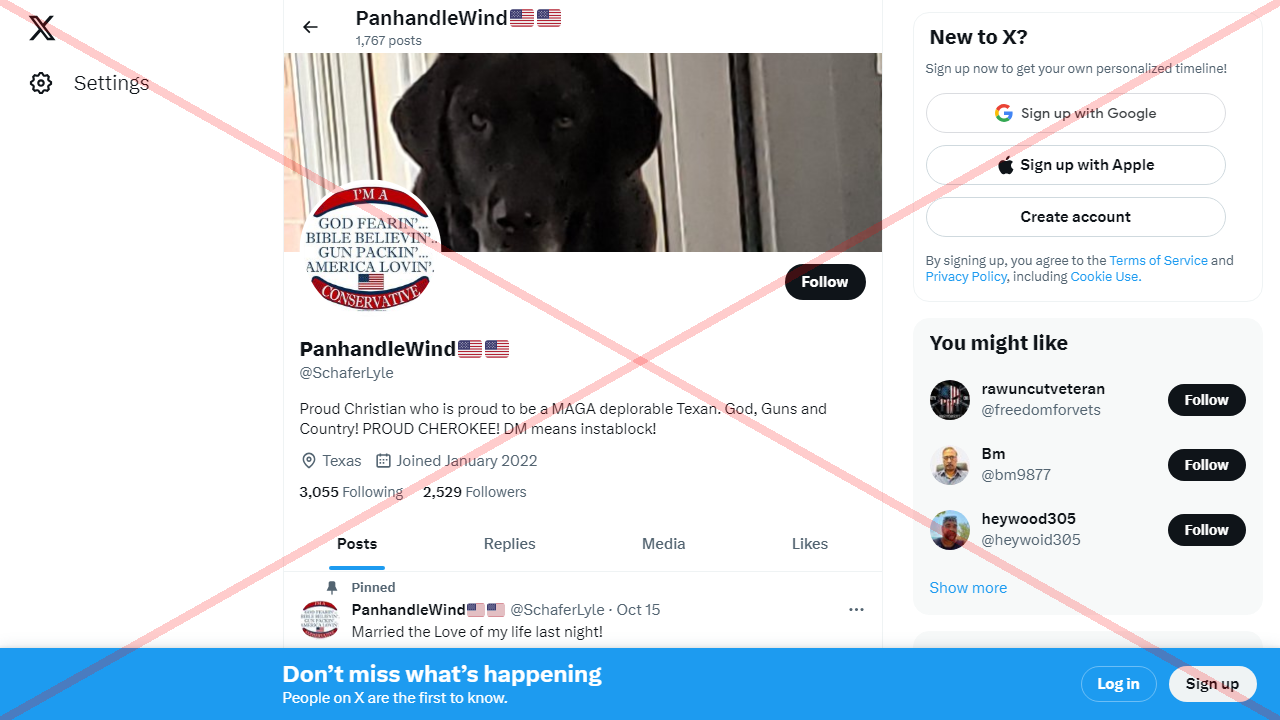 Settings
PanhandleWind
1,767 posts
I'M A
GOD FEARIN'...
BIBLE BELIEVIN'..
GUN PACKIN'...
AMERICA LOVIN'.
CONSERVATIVE
Follow
PanhandleWind
@SchaferLyle
Proud Christian who is proud to be a MAGA deplorable Texan. God, Guns and
Country! PROUD CHEROKEE! DM means instablock!
Texas Joined January 2022
3,055 Following 2,529 Followers
Posts Replies Media Likes
Pinned
PanhandleWind @SchaferLyle · Oct 15
Married the Love of my life last night!
New to X?
Sign up now to get your own personalized timeline!
Sign up with Google
Sign up with Apple
Create account
By signing up, you agree to the Terms of Service and
Privacy Policy, including Cookie Use.
You might like
rawuncutveteran
@freedomforvets
Follow
Bm
@bm9877
Follow
heywood305
@heywoid305
Follow
Show more
Don't miss what's happening
People on X are the first to know.
Log in
Sign up